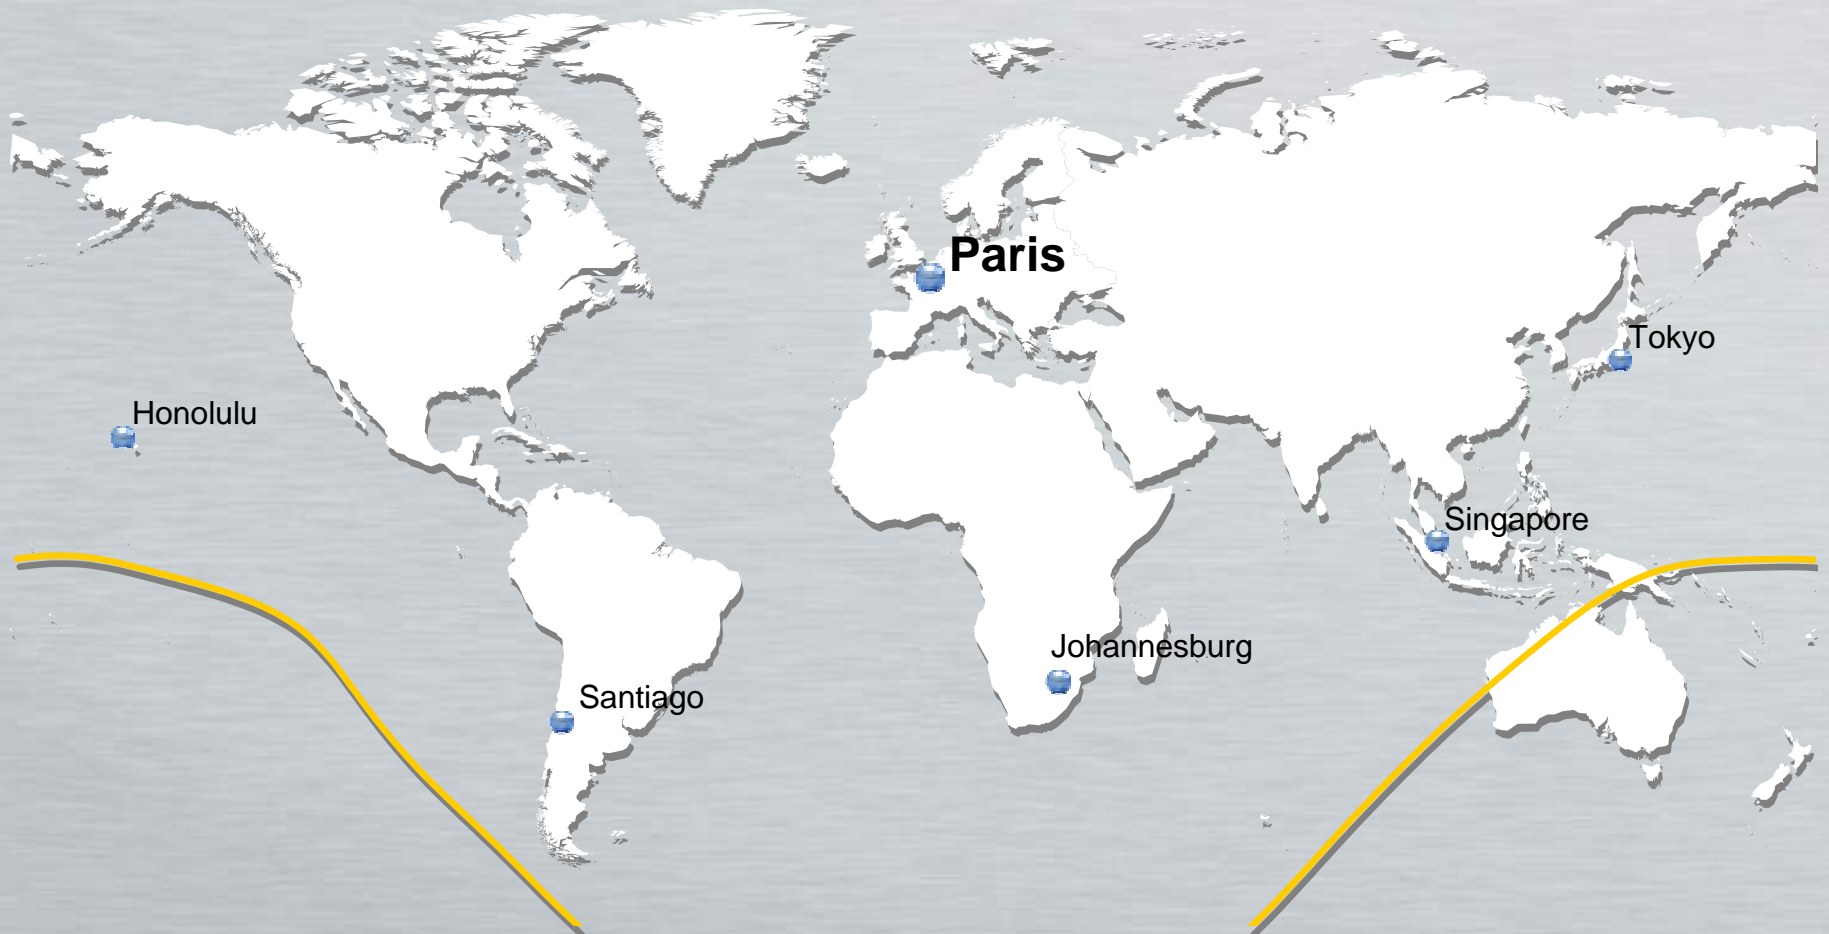 Paris
Tokyo
Honolulu
Singapore
Johannesburg
Santiago